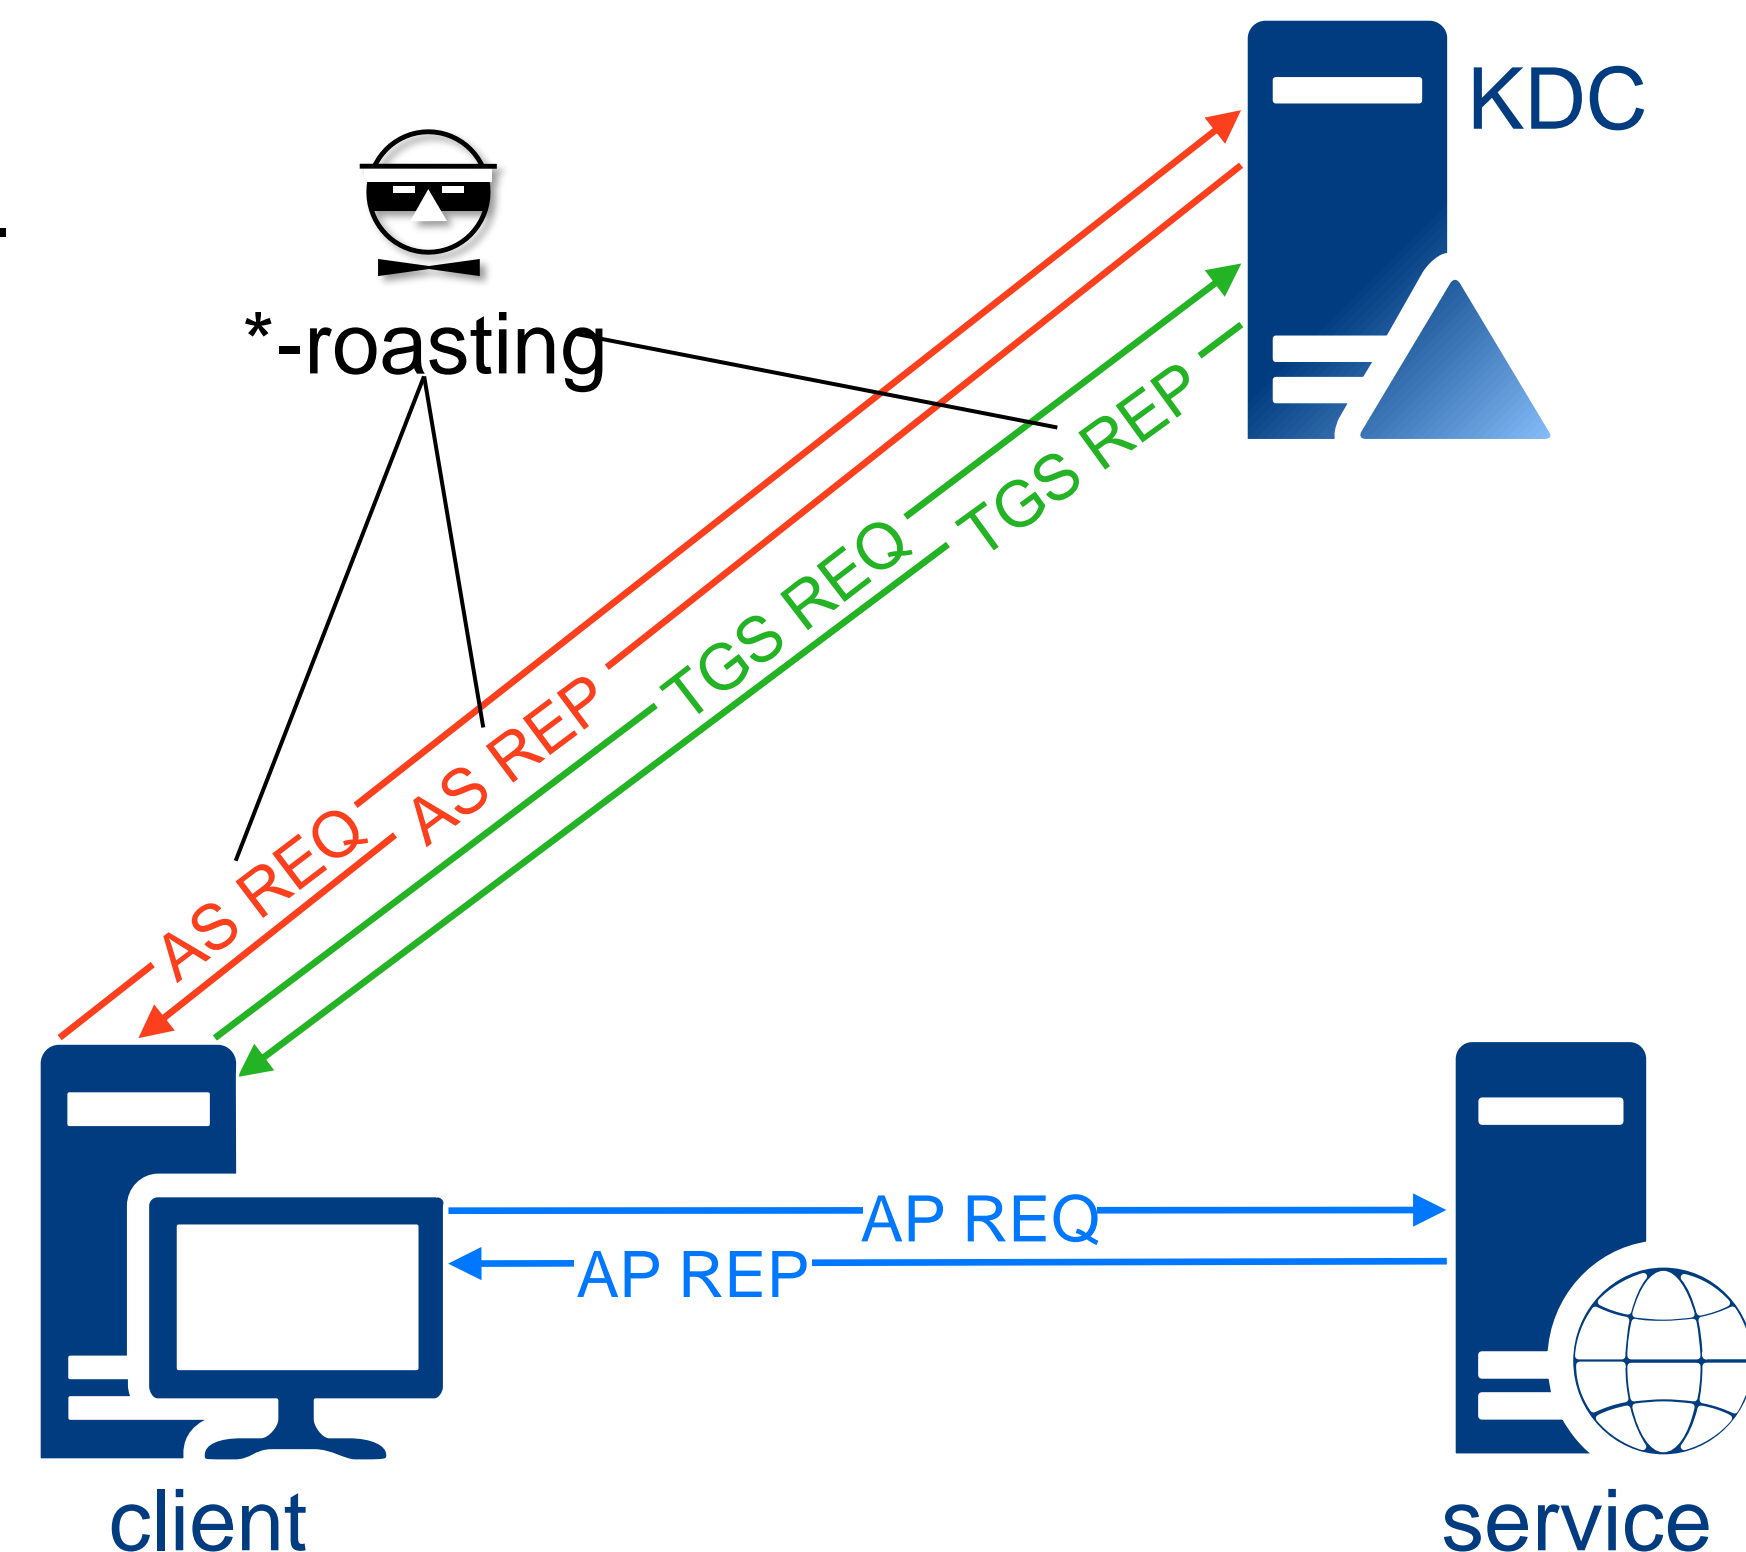 KDC
*-roasting
TGS REP
TGS REQ
AS REP
AS REQ
AP REQ
AP REP
client
service